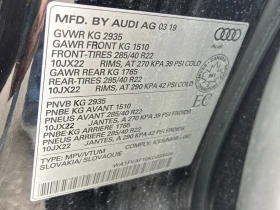 MFD. BY AUDI AG 03 19
GVWR KG 2935
GAWR FRONT KG 1510
FRONT-TIRES 285/40 R22
10JX22 RIMS, AT 270 KPA 39 PSI COLD
GAWR REAR KG 1765
REAR-TIRES 285/40 R22
10JX22 RIMS, AT 290 KPA 42 PSI COLD
PNVB KG 2935
PNBE KG AVANT 1510
PNEUS AVANT 285/40 R22
10JX22 JANTES, A 270 KPA 39 PSI
PNBE KG ARRIERE 1765
PNEUS ARRIERE 285/40 R22
10JX22 JANTES, A 290 KPA 42 PSI
EC
TYPE: MPV/VTUM
SLOVAKIA/ SLOVAQUIE